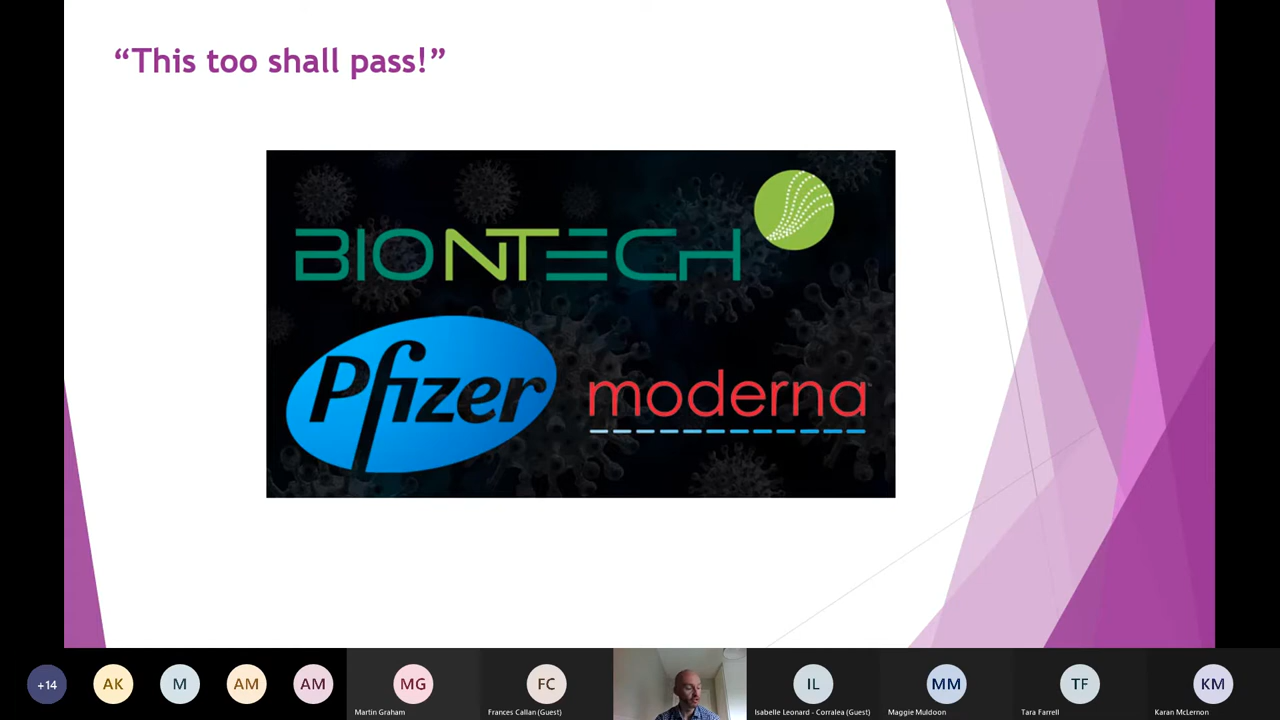 “This too shall pass!”
BIONTECH
Pfizer
moderna
+14
AK
M
AM
AM
MG
FC
IL
MM
TF
KM
Martin Graham
Frances Callan (Guest)
Isabelle Leonard - Corralea (Guest)
Maggie Muldoon
Tara Farrell
Karan McLernon